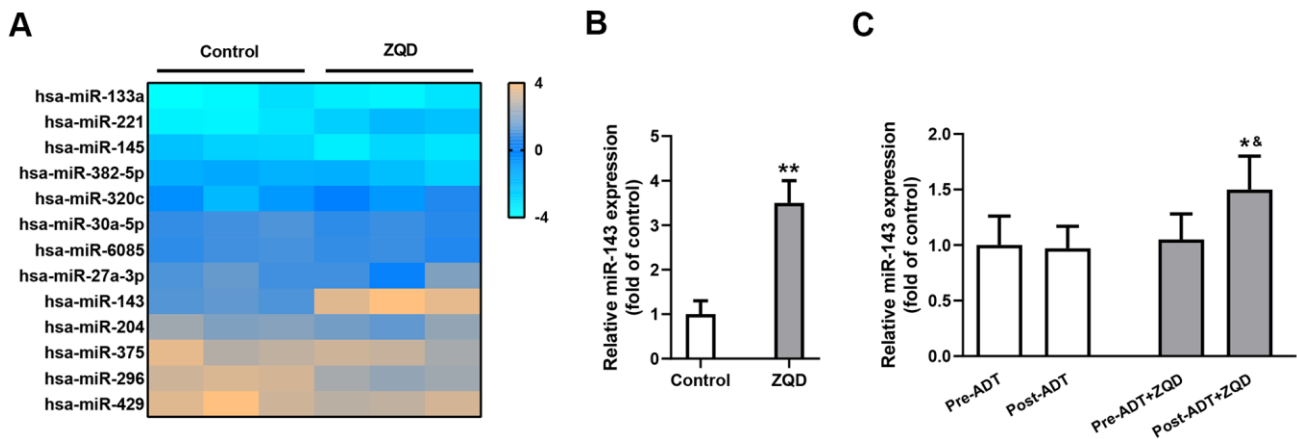 A
Control
ZQD
hsa-miR-133a
hsa-miR-221
hsa-miR-145
hsa-miR-382-5p
hsa-miR-320c
hsa-miR-30a-5p
hsa-miR-6085
hsa-miR-27a-3p
hsa-miR-143
hsa-miR-204
hsa-miR-375
hsa-miR-296
hsa-miR-429
4
0
-4
B
Relative miR-143 expression
(fold of control)
5
4
3
2
1
0
**
Control
ZQD
C
Relative miR-143 expression
(fold of control)
2.0
1.5
1.0
0.5
0.0
*&
Pre-ADT
Post-ADT
Pre-ADT+ZQD
Post-ADT+ZQD